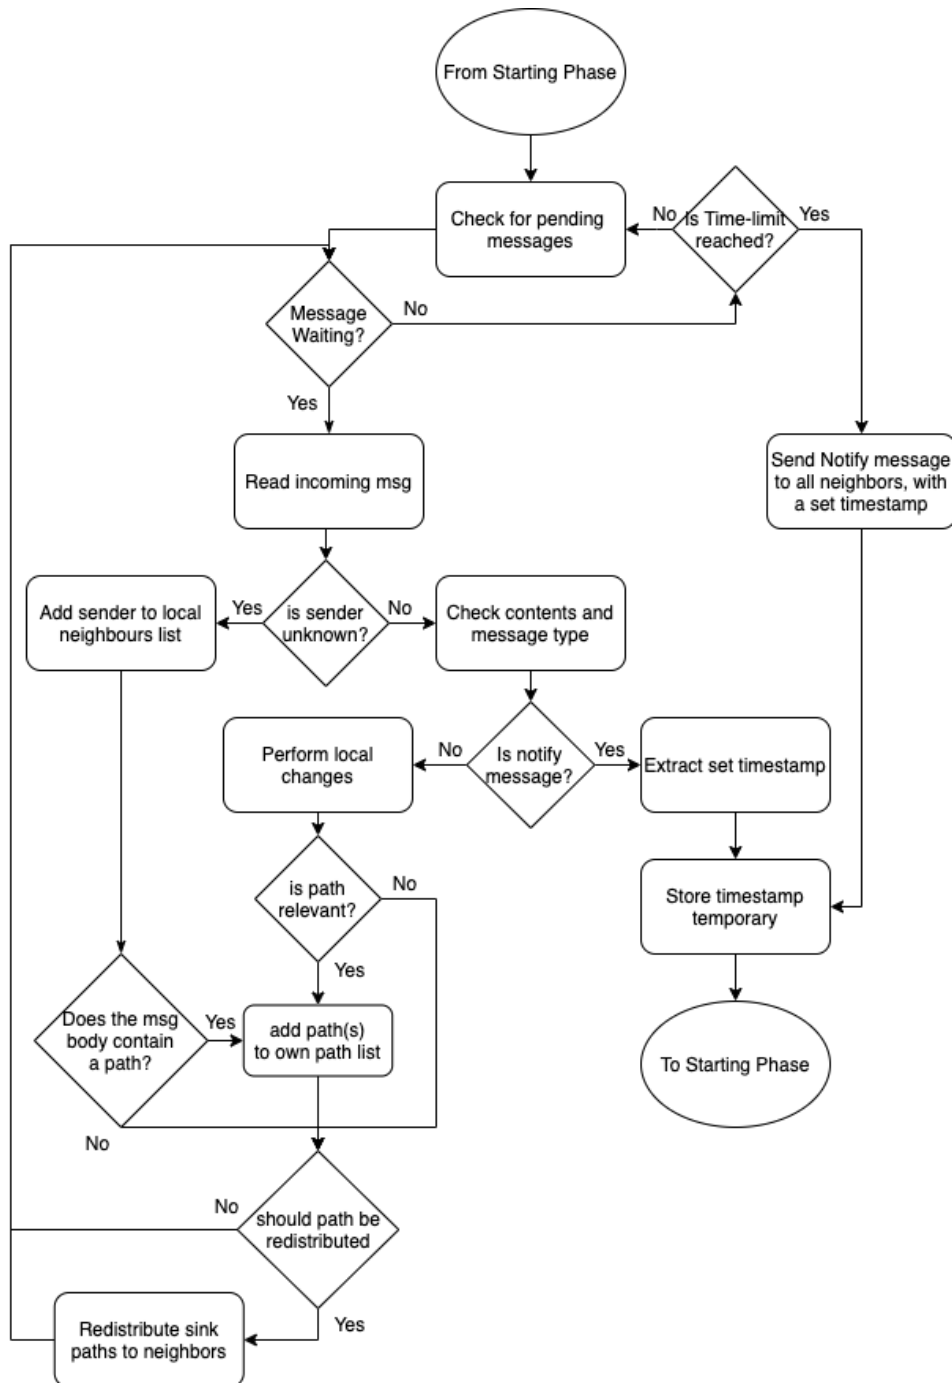 From Starting Phase
Check for pending
messages
No
Is Time-limit
reached?
Yes
Message
Waiting?
No
Yes
Read incoming msg
Send Notify message
to all neighbors, with
a set timestamp
Add sender to local
neighbours list
Yes
is sender
unknown?
No
Check contents and
message type
Perform local
changes
No
Is notify
message?
Yes
Extract set timestamp
is path
relevant?
No
Yes
Store timestamp
temporary
Does the msg
body contain
a path?
Yes
add path(s)
to own path list
To Starting Phase
No
No
should path be
redistributed
Yes
Redistribute sink
paths to neighbors